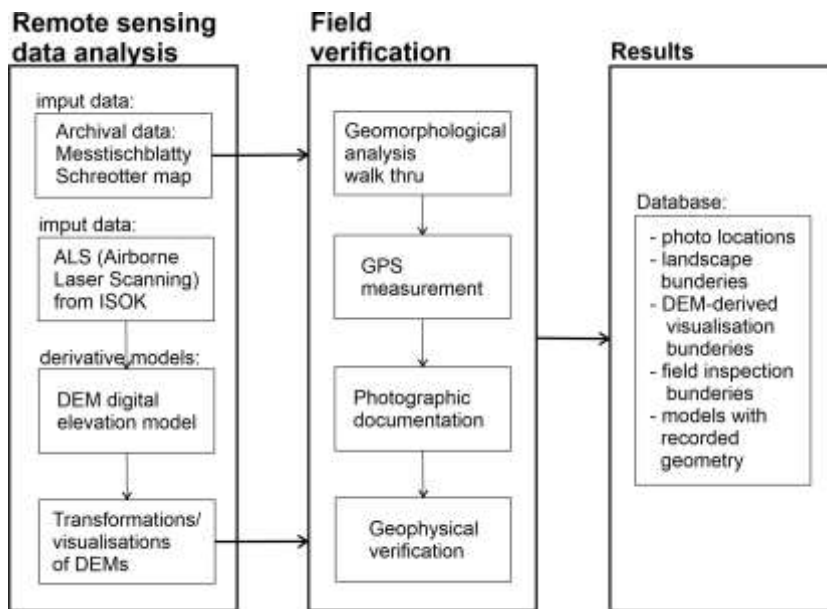 Remote sensing
data analysis
imput data:
Archival data:
Messtischblatty
Schreotter map
imput data:
ALS (Airborne
Laser Scanning)
from ISOK
derivative models:
DEM digital
elevation model
Transformations/
visualisations
of DEMs
Field
verification
Geomorphological
analysis
walk thru
GPS
measurement
Photographic
documentation
Geophysical
verification
Results
Database:
- photo locations
- landscape
bunderies
- DEM-derived
visualisation
bunderies
- field inspection
bunderies
- models with
recorded
geometry